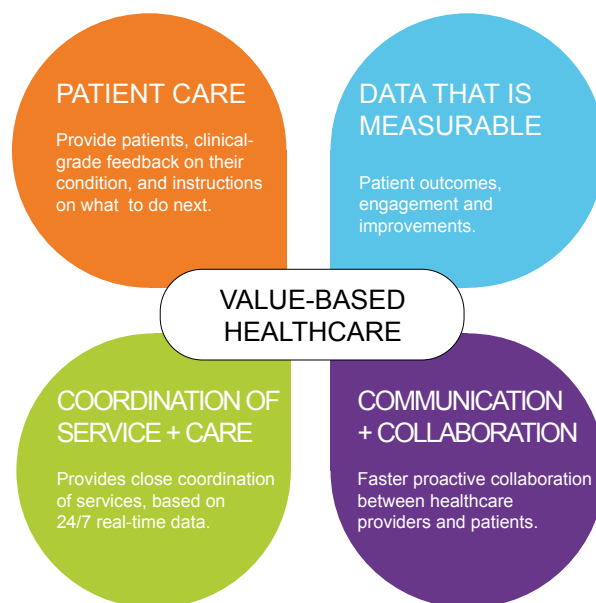 PATIENT CARE
Provide patients, clinical-
grade feedback on their
condition, and instructions
on what to do next.
DATA THAT IS
MEASURABLE
Patient outcomes,
engagement and
improvements.
VALUE-BASED
HEALTHCARE
COORDINATION OF
SERVICE + CARE
Provides close coordination
of services, based on
24/7 real-time data.
COMMUNICATION
+ COLLABORATION
Faster proactive collaboration
between healthcare
providers and patients.